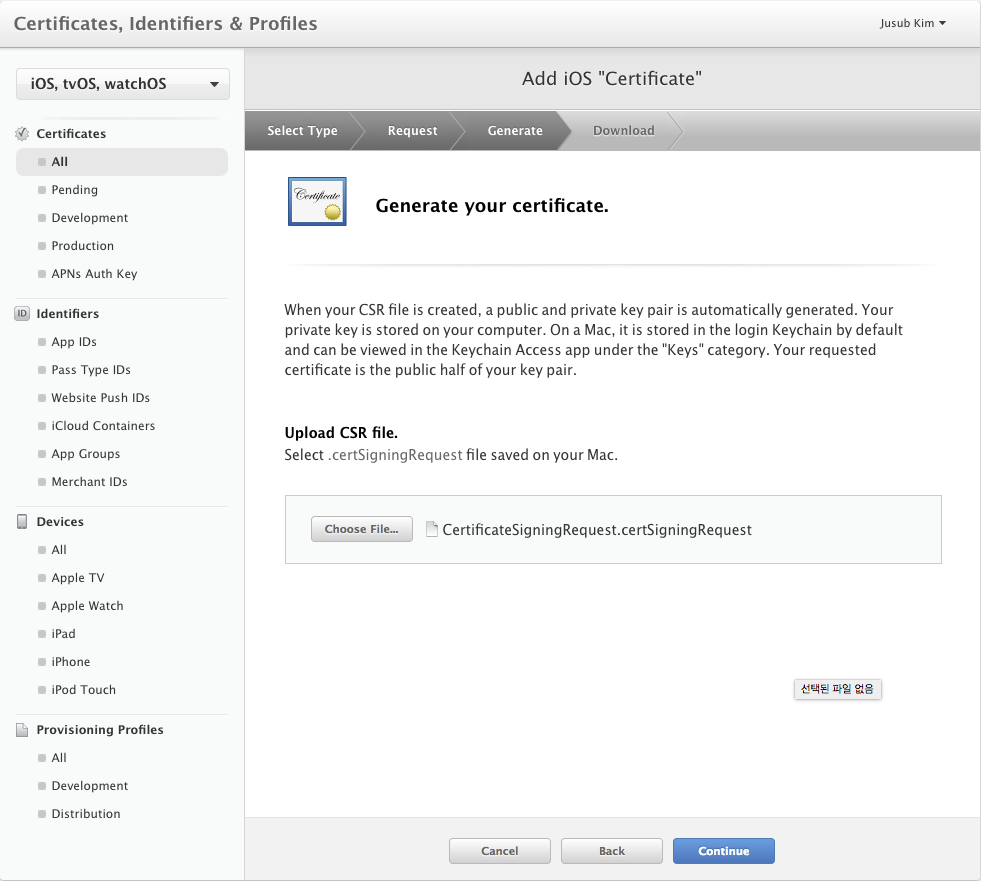 Certificates, Identifiers & Profiles
Jusub Kim
iOS, tvOS, watchOS
Certificates
All
Pending
Development
Production
APNs Auth Key
ID Identifiers
App IDs
Pass Type IDs
Website Push IDs
iCloud Containers
App Groups
Merchant IDs
Devices
All
Apple TV
Apple Watch
iPad
iPhone
iPod Touch
Provisioning Profiles
All
Development
Distribution
Add iOS "Certificate"
Select Type Request Generate Download
Certificate
Generate your certificate.
When your CSR file is created, a public and private key pair is automatically generated. Your
private key is stored on your computer. On a Mac, it is stored in the login Keychain by default
and can be viewed in the Keychain Access app under the "Keys" category. Your requested
certificate is the public half of your key pair.
Upload CSR file.
Select .certSigningRequest file saved on your Mac.
Choose File... CertificateSigningRequest.certSigningRequest
선택된 파일 없음
Cancel Back Continue